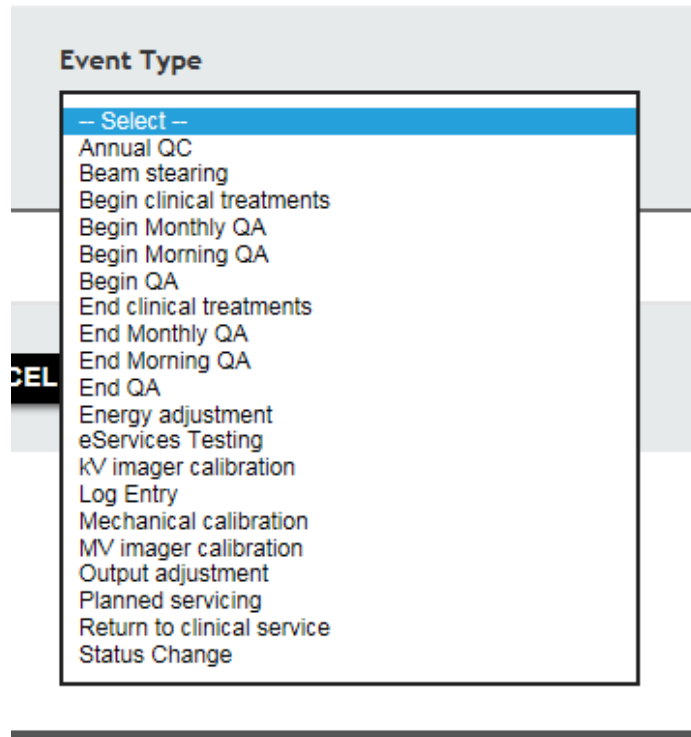 Event Type
-- Select --
Annual QC
Beam stearing
Begin clinical treatments
Begin Monthly QA
Begin Morning QA
Begin QA
End clinical treatments
End Monthly QA
End Morning QA
CEL
End QA
Energy adjustment
eServices Testing
kV imager calibration
Log Entry
Mechanical calibration
MV imager calibration
Output adjustment
Planned servicing
Return to clinical service
Status Change